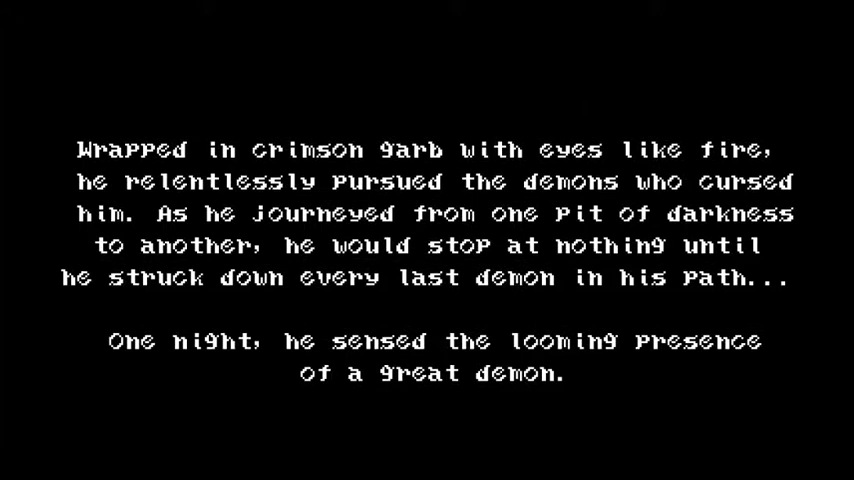 Wrapped in crimson garb with eyes like fire,
he relentlessly pursued the demons who cursed
him. As he journeyed from one pit of darkness
to another, he would stop at nothing until
he struck down every last demon in his path...
One night, he sensed the looming presence
of a great demon.